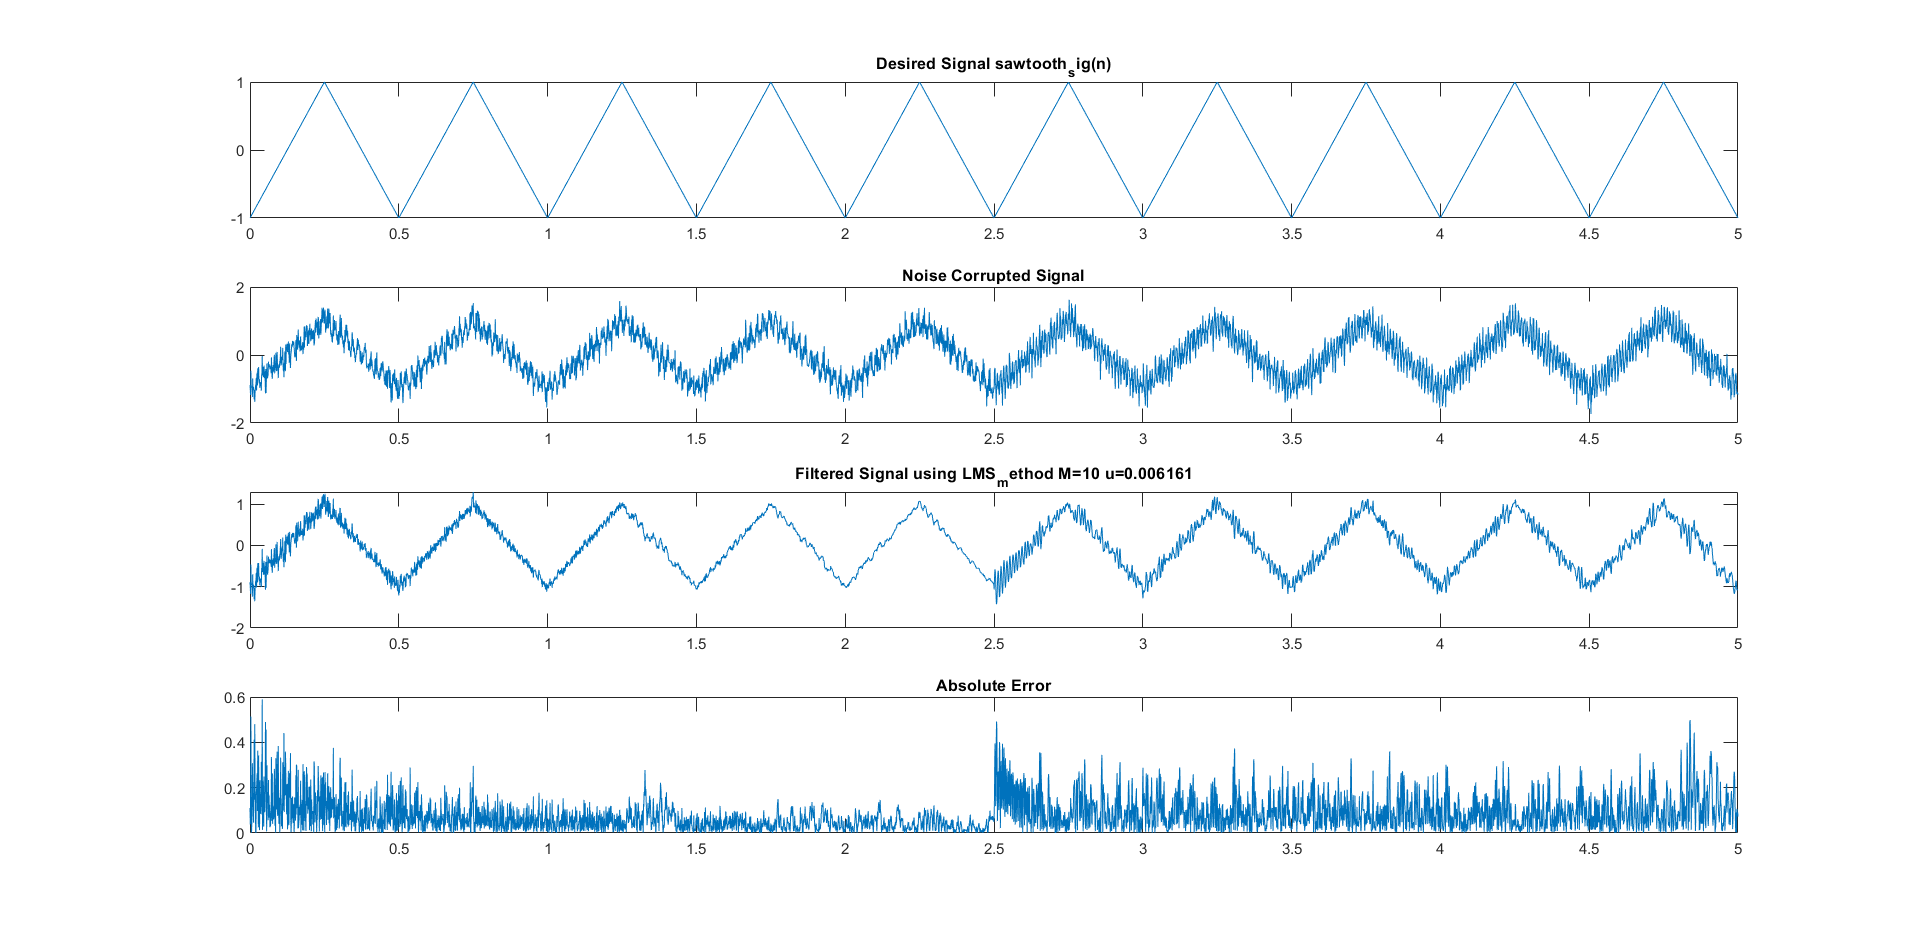 Desired Signal sawtooth_sig(n)
1
0
-1
0 0.5 1 1.5 2 2.5 3 3.5 4 4.5 5
Noise Corrupted Signal
2
0
-2
0 0.5 1 1.5 2 2.5 3 3.5 4 4.5 5
Filtered Signal using LMS_method M=10 u=0.006161
1
0
-1
-2
0 0.5 1 1.5 2 2.5 3 3.5 4 4.5 5
Absolute Error
0.6
0.4
0.2
0
0 0.5 1 1.5 2 2.5 3 3.5 4 4.5 5